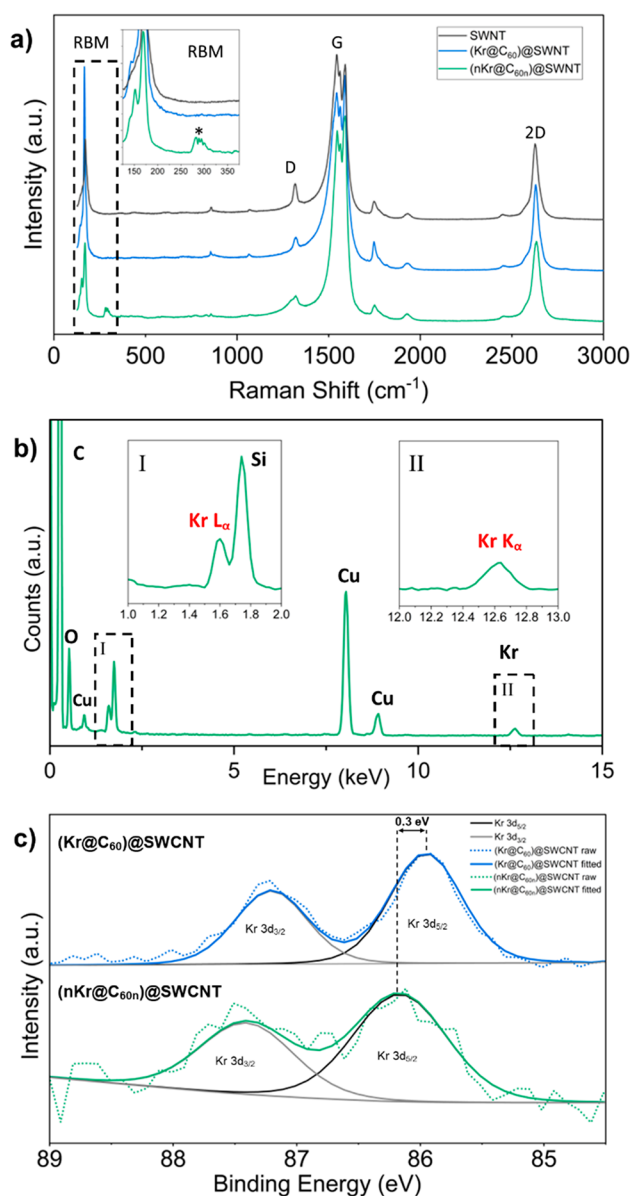 a)
RBM
RBM
*
G
D
2D
SWNT
(Kr@C60)@SWNT
(nKr@C60n)@SWNT
150 200 250 300 350
Intensity (a.u.)
0 500 1000 1500 2000 2500 3000
Raman Shift (cm-1)
b)
C
I
Si
Kr Lα
1.0 1.2 1.4 1.6 1.8 2.0
II
Kr Kα
12.0 12.2 12.4 12.6 12.8 13.0
O
Cu
I
Cu
Cu
Kr
II
Counts (a.u.)
5 10 15
Energy (keV)
c)
0.3 eV
(Kr@C60)@SWCNT
Kr 3d5/2
Kr 3d3/2
(Kr@C60)@SWCNT raw
(Kr@C60)@SWCNT fitted
(nKr@C60n)@SWCNT raw
(nKr@C60n)@SWCNT fitted
Kr 3d3/2
Kr 3d5/2
(nKr@C60n)@SWCNT
Kr 3d3/2
Kr 3d5/2
Intensity (a.u.)
89 88 87 86 85
Binding Energy (eV)